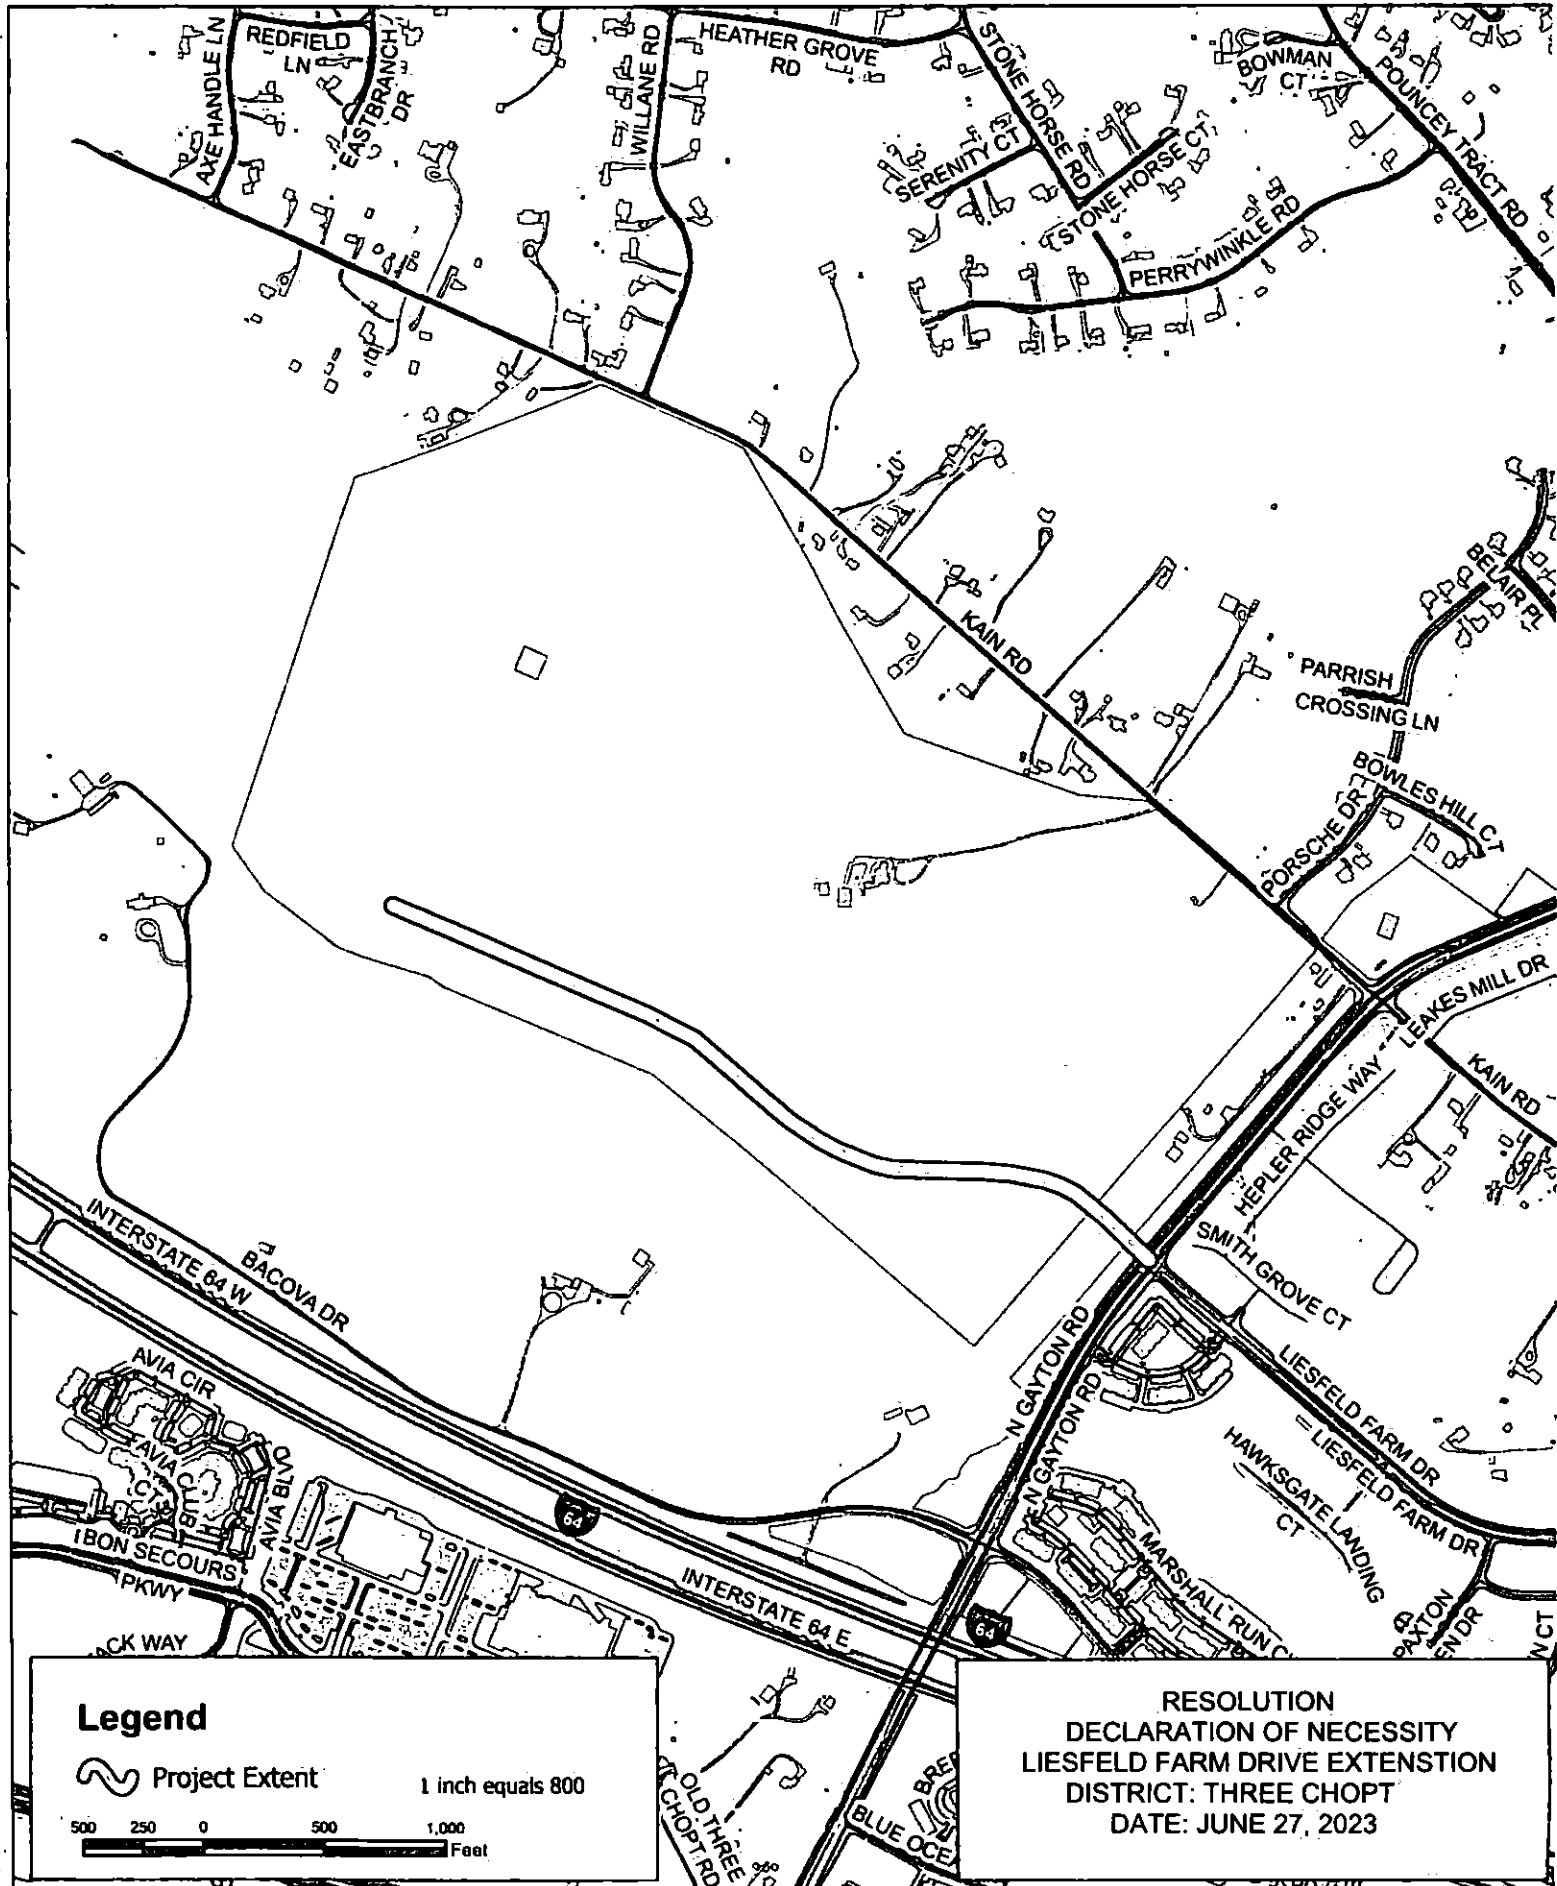 AXE HANDLE LN
REDFIELD
LN
EASTBRANCH
DR
WILLANE RD
HEATHER GROVE
RD
STONE HORSE RD
SERENITY CT
STONE HORSE CT
PERRYWINKLE RD
BOWMAN
CT
POUNCEY TRACT RD
KAIN RD
BELAIR PL
PARRISH
CROSSING LN
BOWLES HILL CT
PORSCHE DR
LEAKES MILL DR
KAIN RD
HEPLER RIDGE WAY
SMITH GROVE CT
INTERSTATE 64 W
BACOVA DR
N GAYTON RD
N GAYTON RD
LIESFELD FARM DR
LIESFELD FARM DR
HAWKSGATE LANDING
CT
AVIA CIR
AVIA CLUB
AVIA BLVD
BON SECOURS
PKWY
ACK WAY
64
INTERSTATE 64 E
64
MARSHALL RUN C
PAXTON
EN DR
N CT
OLD THREE
CHOPT RD
BRE
BLUE OCE
Legend
Project Extent
1 inch equals 800
500 250 0 500 1,000
Feet
RESOLUTION
DECLARATION OF NECESSITY
LIESFELD FARM DRIVE EXTENSTION
DISTRICT: THREE CHOPT
DATE: JUNE 27, 2023